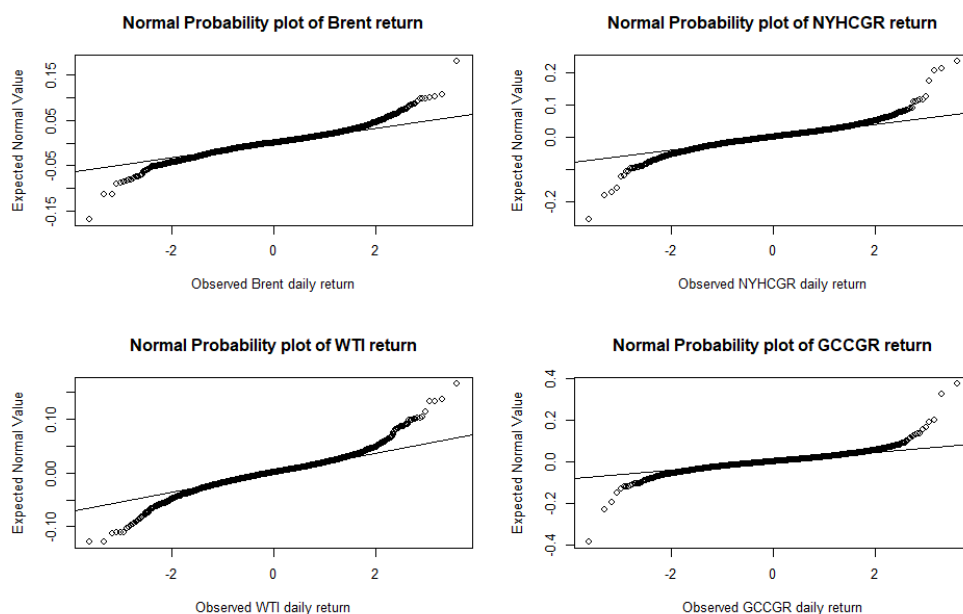 Normal Probability plot of Brent return
Expected Normal Value
0.15
0.05
-0.05
-0.15
-2
0
2
Observed Brent daily return
Normal Probability plot of NYHCGR return
Expected Normal Value
0.2
0.1
0.0
-0.2
-2
0
2
Observed NYHCGR daily return
Normal Probability plot of WTI return
Expected Normal Value
0.10
0.00
-0.10
-2
0
2
Observed WTI daily return
Normal Probability plot of GCCGR return
Expected Normal Value
0.4
0.2
0.0
-0.2
-0.4
-2
0
2
Observed GCCGR daily return